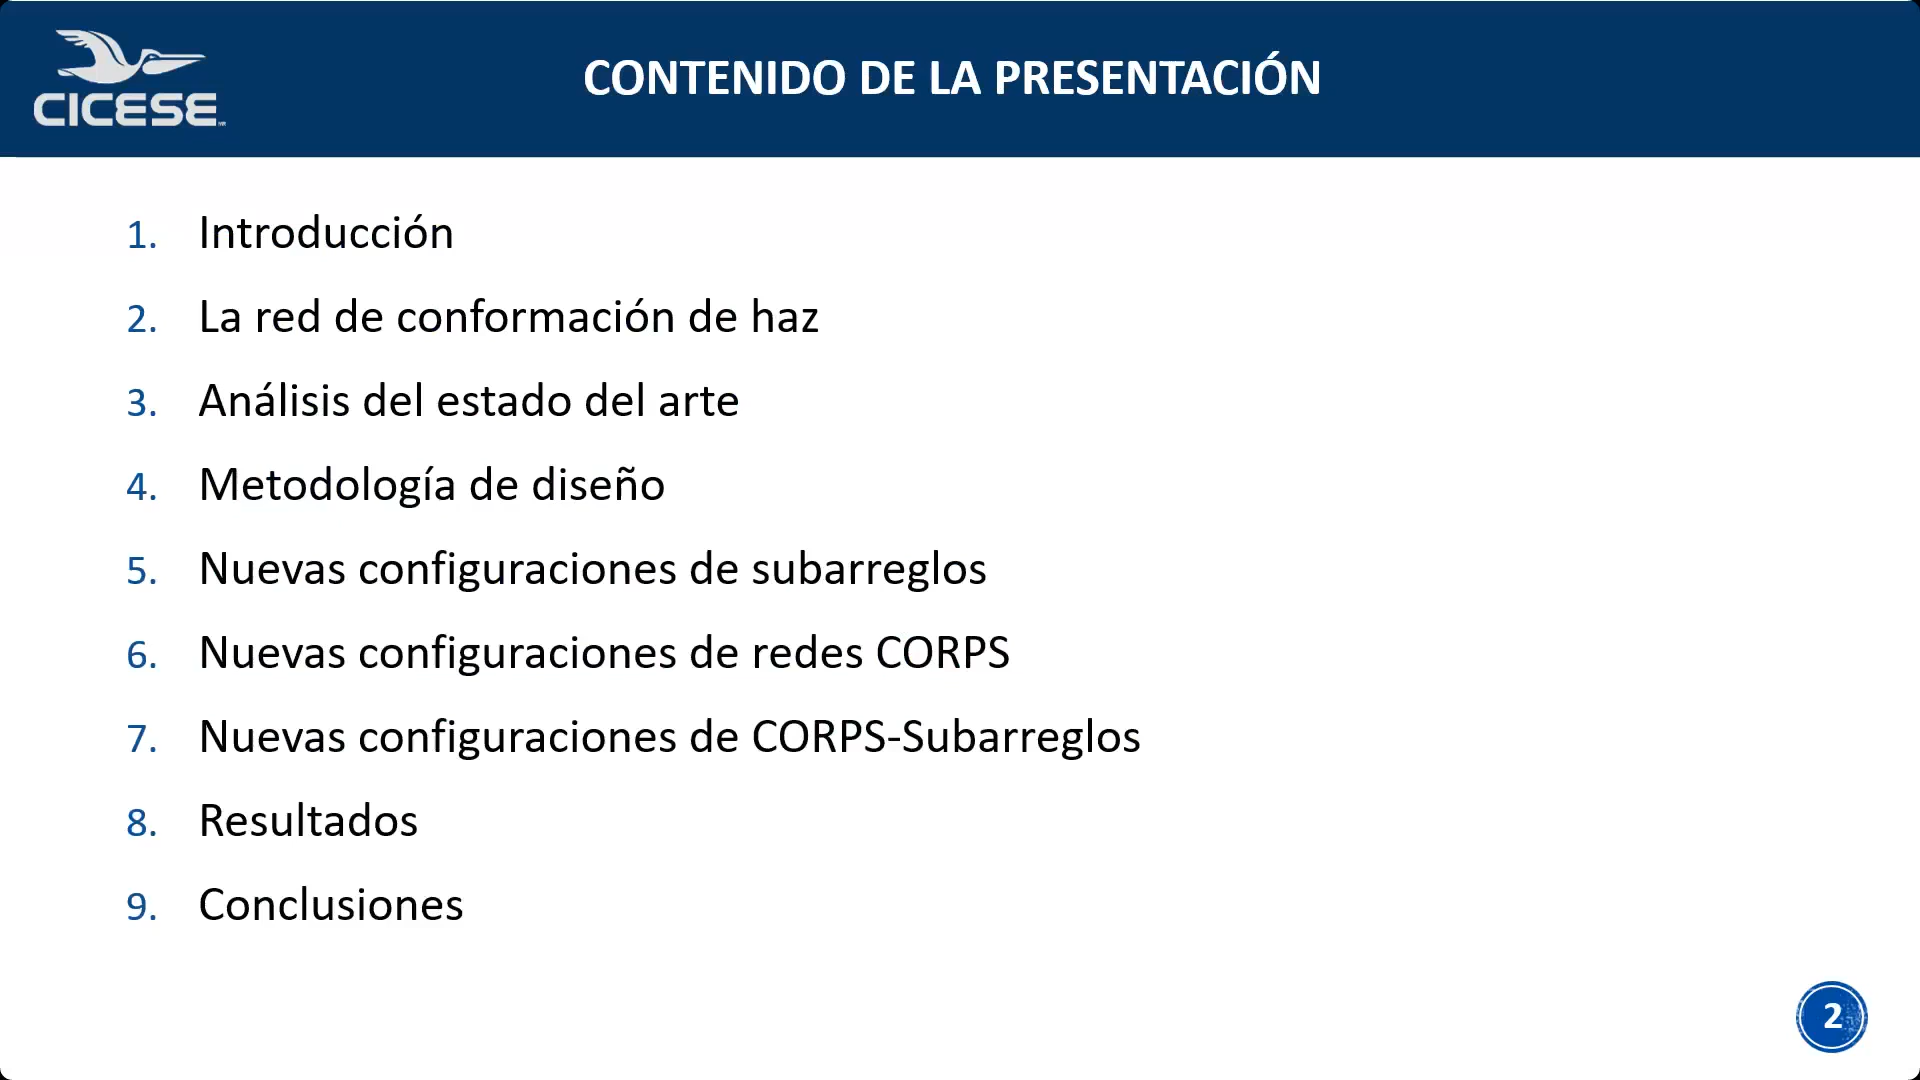 CICESE
CONTENIDO DE LA PRESENTACIÓN
1. Introducción
2. La red de conformación de haz
3. Análisis del estado del arte
4. Metodología de diseño
5. Nuevas configuraciones de subarreglos
6. Nuevas configuraciones de redes CORPS
7. Nuevas configuraciones de CORPS-Subarreglos
8. Resultados
9. Conclusiones
2